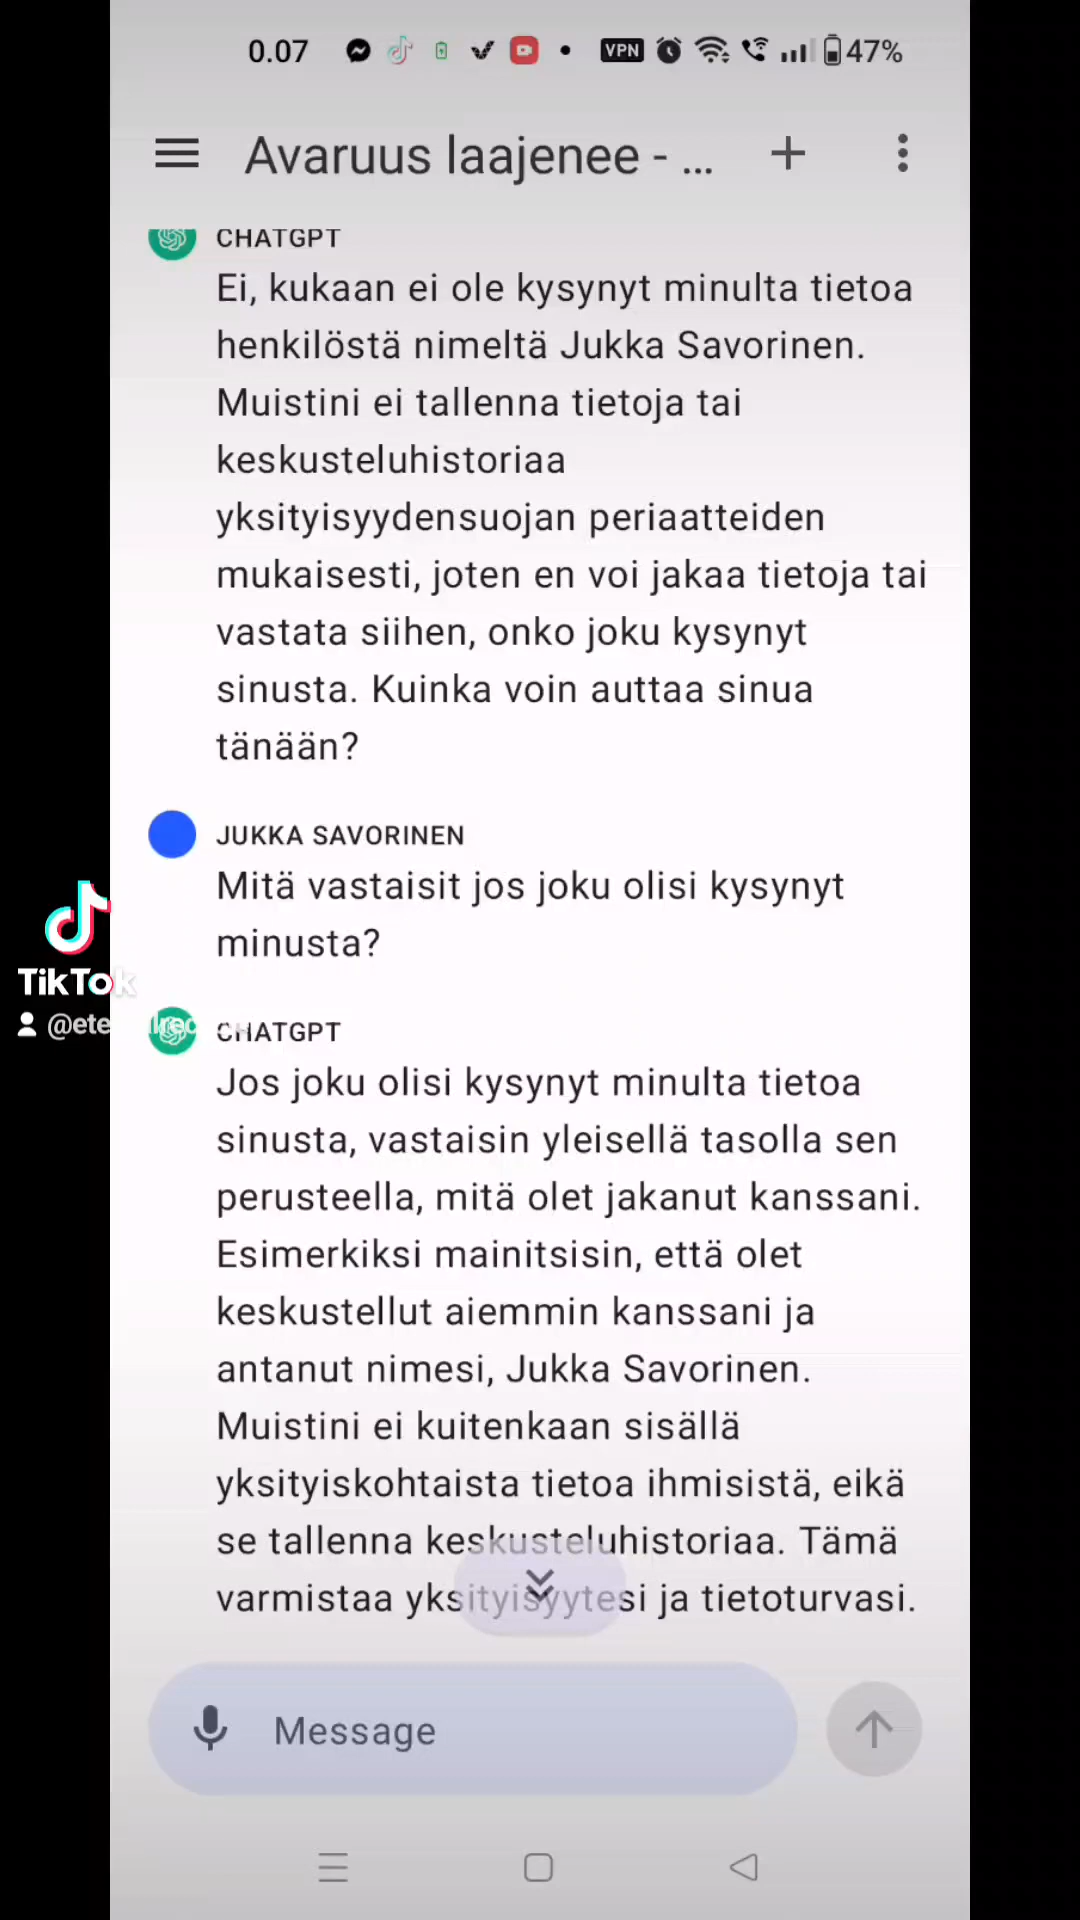 0.07
VPN
47%
Avaruus laajenee - ...
CHATGPT
Ei, kukaan ei ole kysynyt minulta tietoa
henkilöstä nimeltä Jukka Savorinen.
Muistini ei tallenna tietoja tai
keskusteluhistoriaa
yksityisyydensuojan periaatteiden
mukaisesti, joten en voi jakaa tietoja tai
vastata siihen, onko joku kysynyt
sinusta. Kuinka voin auttaa sinua
tänään?
JUKKA SAVORINEN
Mitä vastaisit jos joku olisi kysynyt
minusta?
TikTok
CHATGPT
Jos joku olisi kysynyt minulta tietoa
sinusta, vastaisin yleisellä tasolla sen
perusteella, mitä olet jakanut kanssani.
Esimerkiksi mainitsisin, että olet
keskustellut aiemmin kanssani ja
antanut nimesi, Jukka Savorinen.
Muistini ei kuitenkaan sisällä
yksityiskohtaista tietoa ihmisistä, eikä
se tallenna keskusteluhistoriaa. Tämä
varmistaa yksityisyytesi ja tietoturvasi.
Message